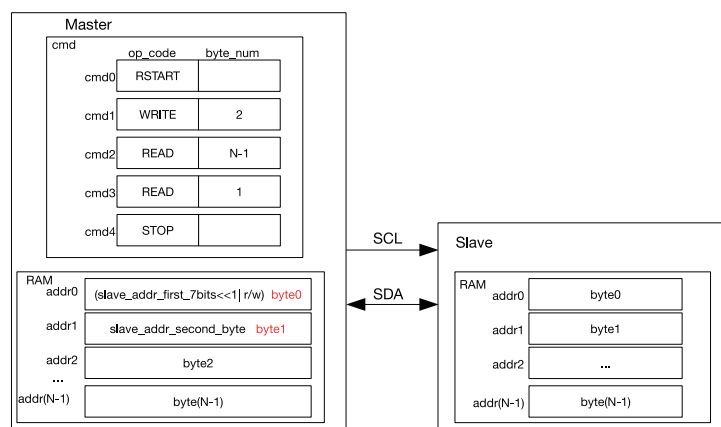 Master
cmd
op_code byte_num
cmd0 RSTART
cmd1 WRITE 2
cmd2 READ N-1
cmd3 READ 1
cmd4 STOP
RAM
addr0 (slave_addr_first_7bits<<1| r/w) byte0
addr1 slave_addr_second_byte byte1
addr2 byte2
...
addr(N-1) byte(N-1)
SCL
SDA
Slave
RAM
addr0 byte0
addr1 byte1
addr2 ...
addr(N-1) byte(N-1)